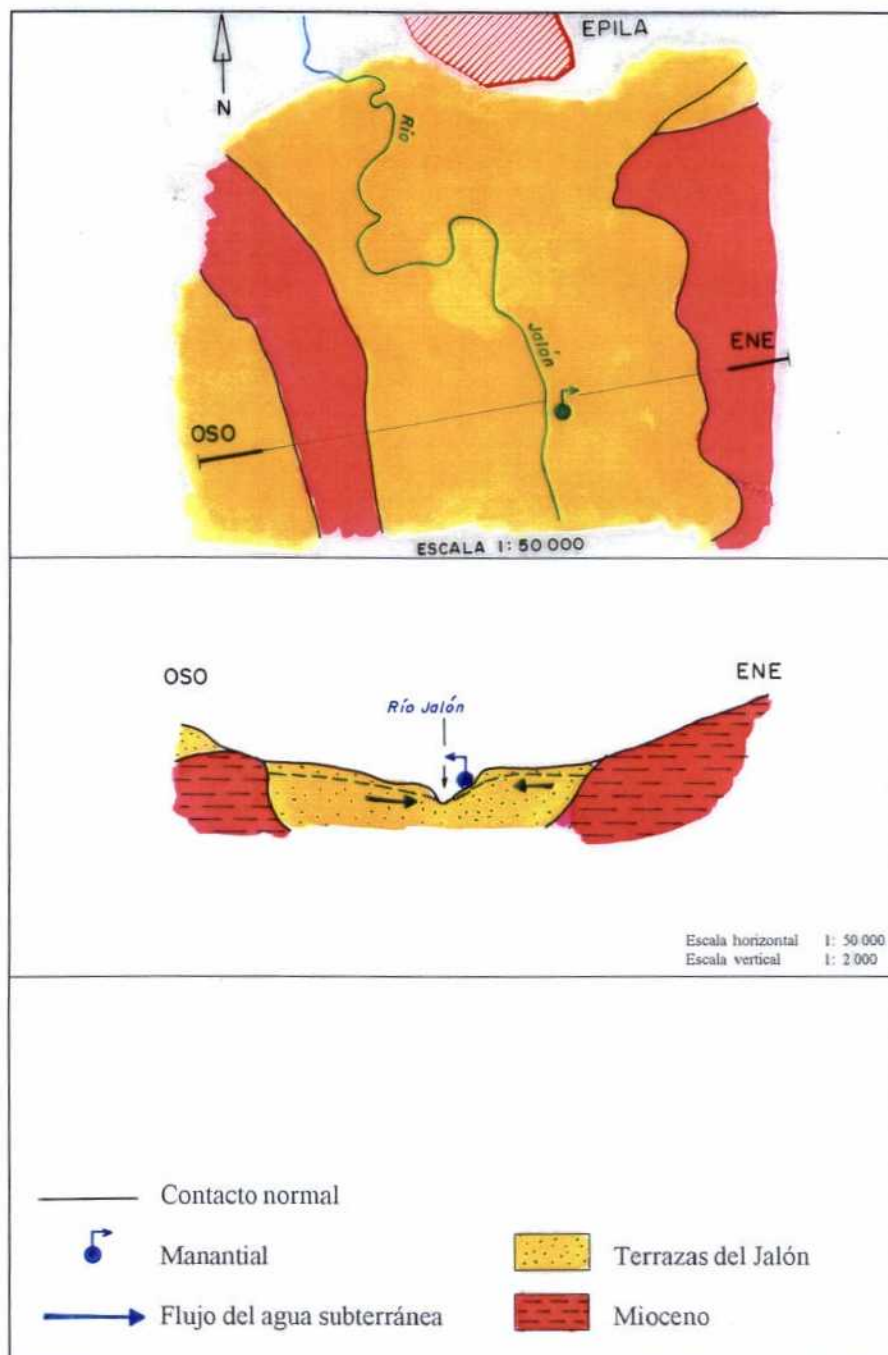 EPILA
N
Río
Jalón
ENE
OSO
ESCALA 1: 50 000
OSO
ENE
Río Jalón
Escala horizontal 1: 50 000
Escala vertical 1: 2 000
Contacto normal
Manantial
Terrazas del Jalón
Flujo del agua subterránea
Mioceno